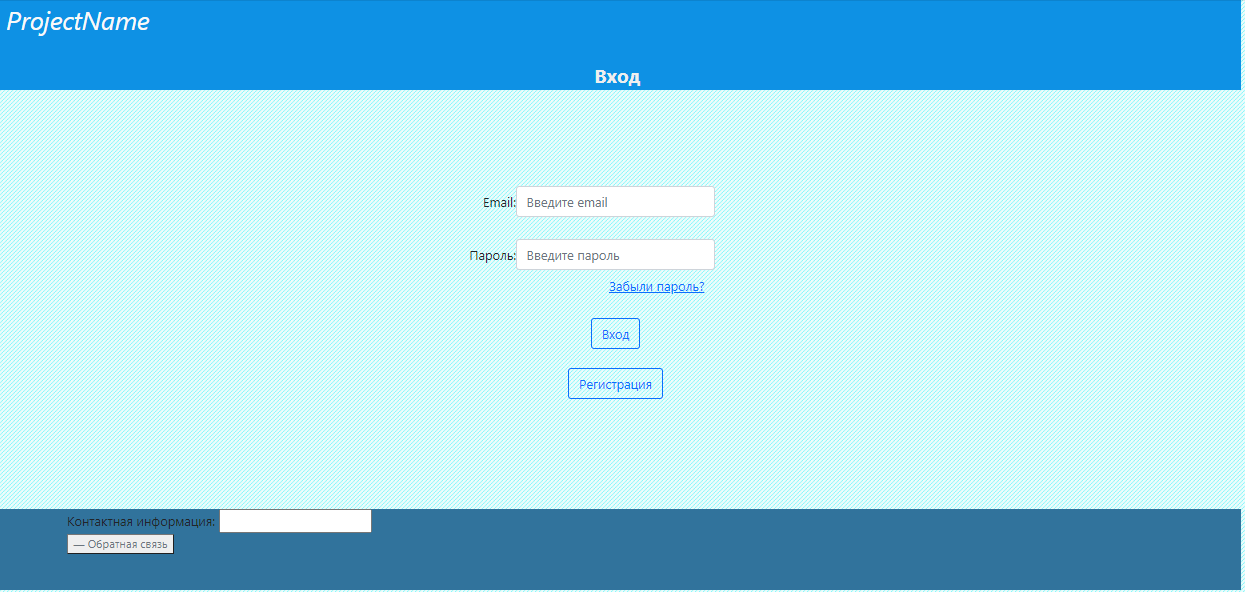 ProjectName
Вход
Email: Введите email
Пароль: Введите пароль
Забыли пароль?
Вход
Регистрация
Контактная информация:
— Обратная связь